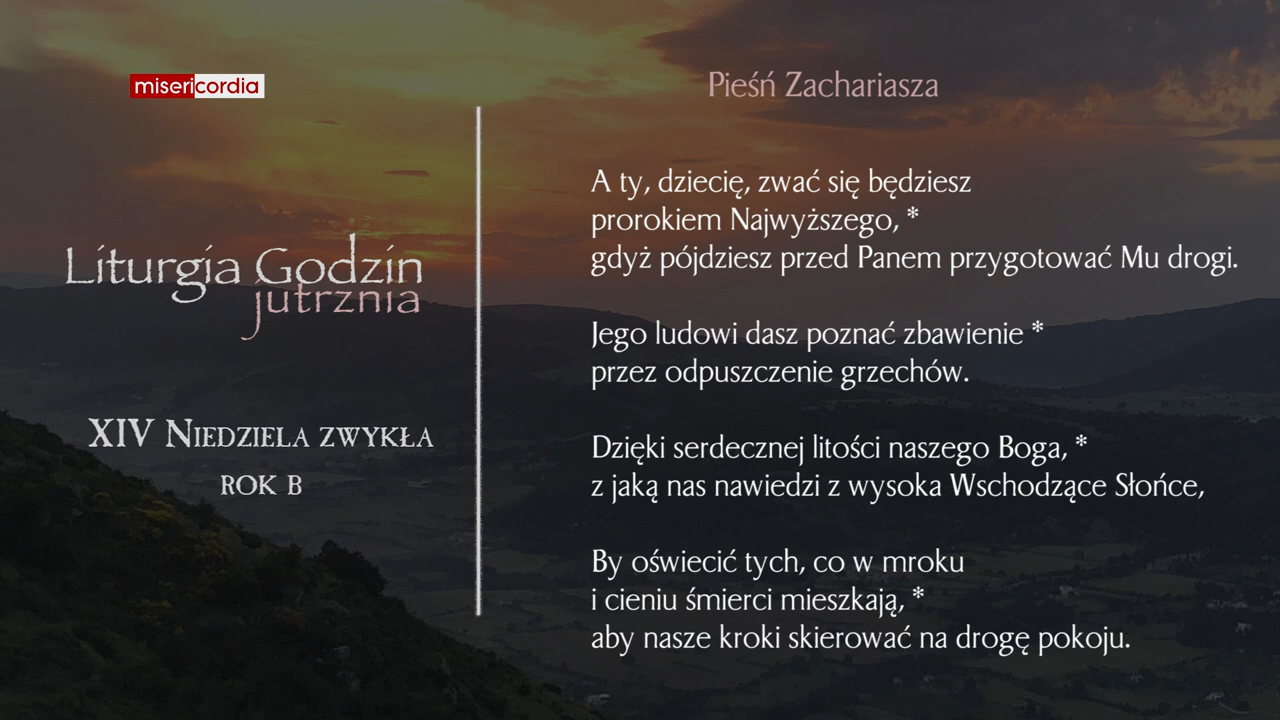 misericordia
Liturgia Godzin
jutrznia
XIV Niedziela zwykła
rok B
Pieśń Zachariasza
A ty, dziecię, zwać się będziesz
prorokiem Najwyższego, *
gdyż pójdziesz przed Panem przygotować Mu drogi.
Jego ludowi dasz poznać zbawienie *
przez odpuszczenie grzechów.
Dzięki serdecznej litości naszego Boga, *
z jaką nas nawiedzi z wysoka Wschodzące Słońce,
By oświecić tych, co w mroku
i cieniu śmierci mieszkają, *
aby nasze kroki skierować na drogę pokoju.